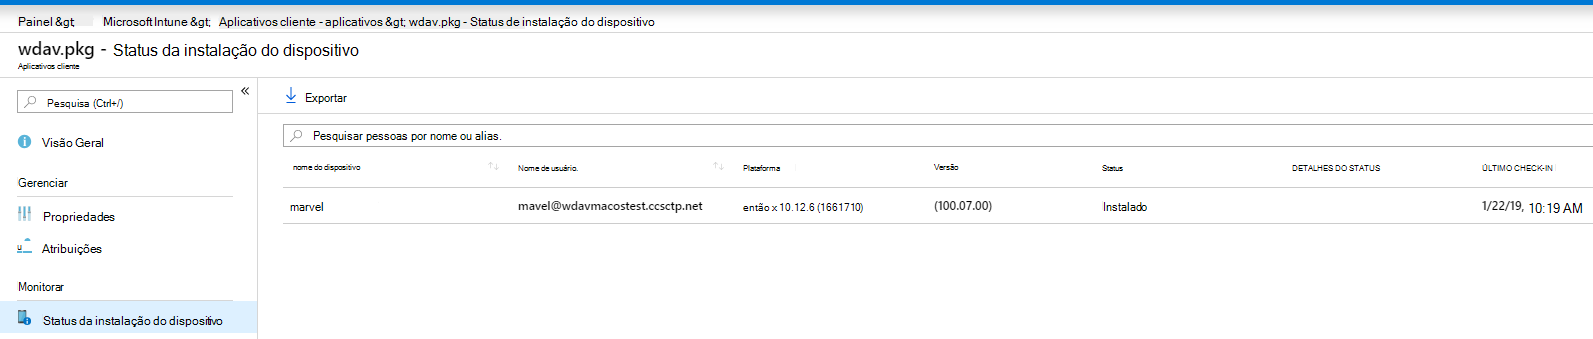 Painel &gt; Microsoft Intune &gt; Aplicativos cliente - aplicativos &gt; wdav.pkg - Status de instalação do dispositivo
wdav.pkg - Status da instalação do dispositivo
Aplicativos cliente
Pesquisa (Ctrl+/)
«
Visão Geral
Gerenciar
Propriedades
Atribuições
Monitorar
Status da instalação do dispositivo
Exportar
Pesquisar pessoas por nome ou alias.
nome do dispositivo ↑↓ Nome de usuário. ↑↓ Plataforma Versão Status DETALHES DO STATUS ÚLTIMO CHECK-IN
marvel mavel@wdavmacostest.ccsctp.net então x 10.12.6 (1661710) (100.07.00) Instalado 1/22/19, 10:19 AM